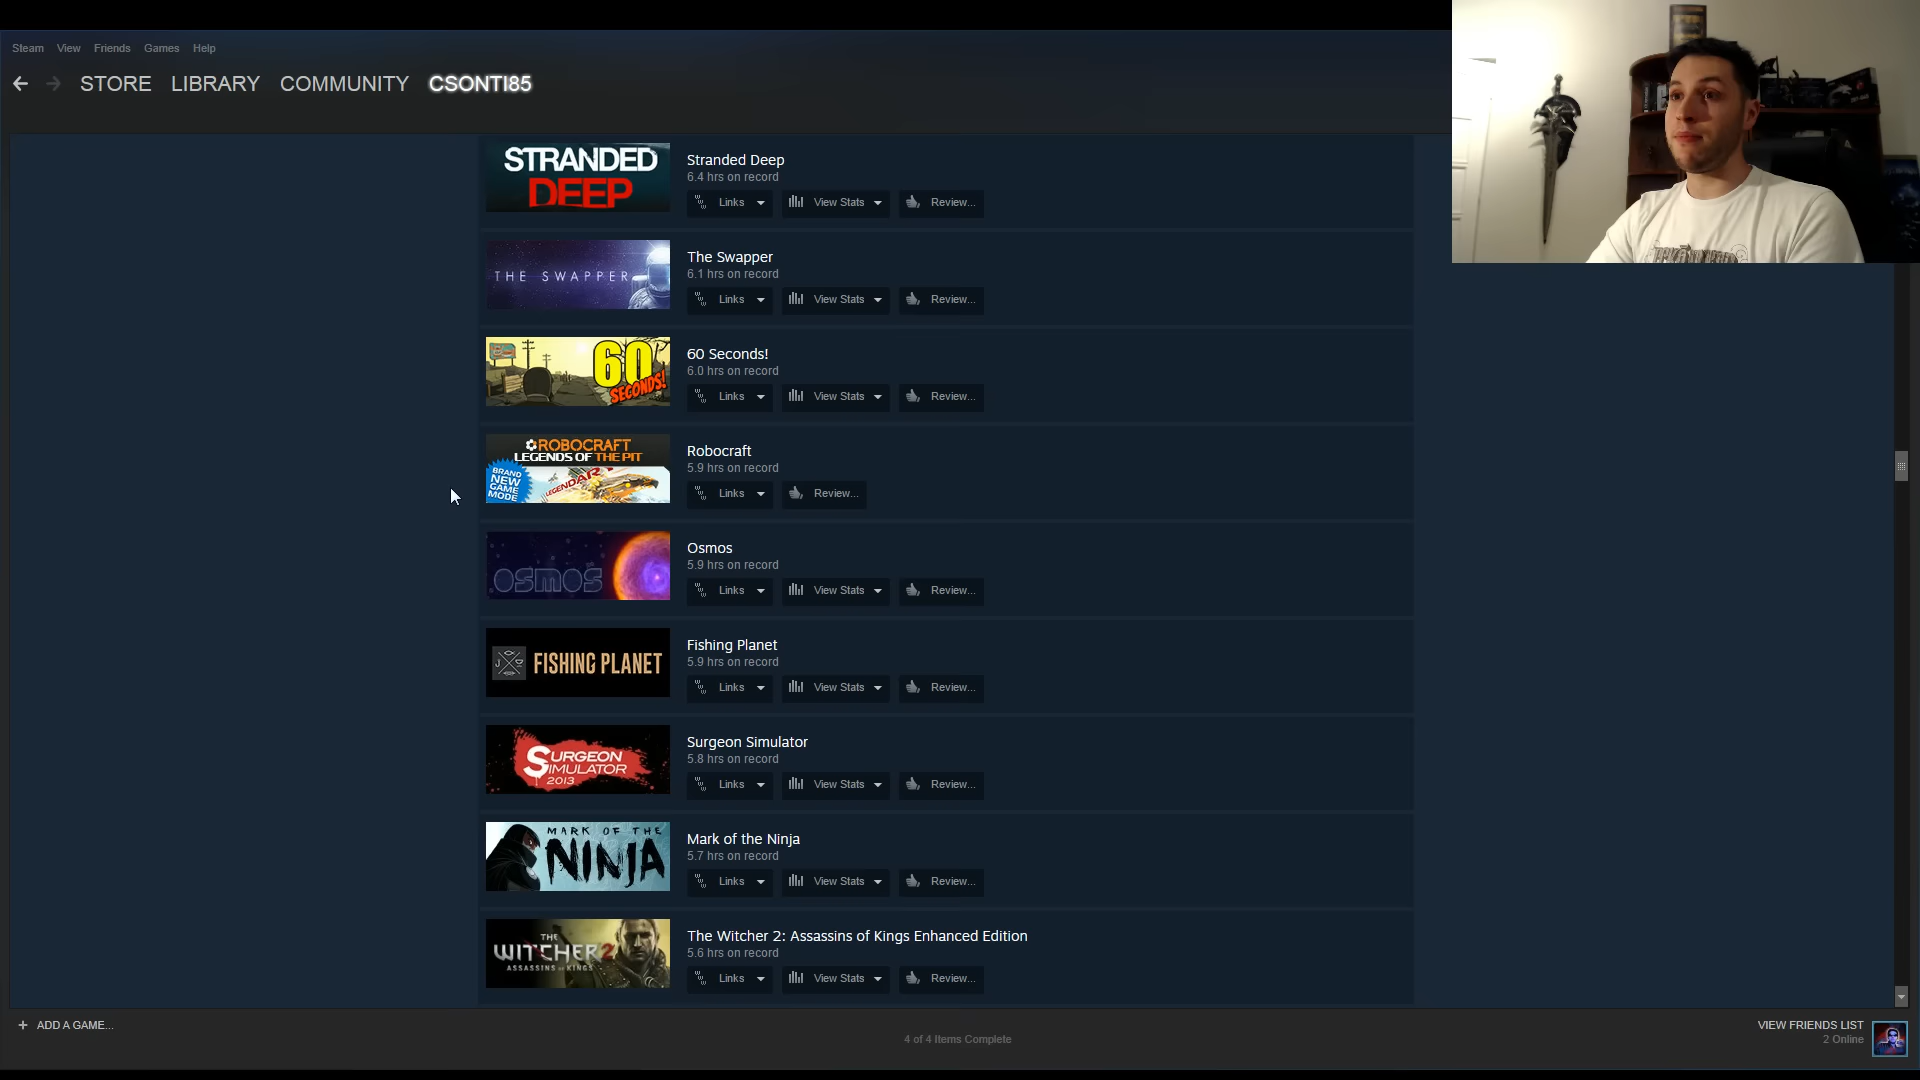 Steam View Friends Games Help
STORE LIBRARY COMMUNITY CSONTI85
STRANDED
DEEP
Stranded Deep
6.4 hrs on record
Links View Stats Review...
THE SWAPPER
The Swapper
6.1 hrs on record
Links View Stats Review...
60
SECONDS!
60 Seconds!
6.0 hrs on record
Links View Stats Review...
ROBOCRAFT
LEGENDS OF THE PIT
BRAND
NEW
GAME
MODE
LEGENDARY
Robocraft
5.9 hrs on record
Links Review...
OSMOS
Osmos
5.9 hrs on record
Links View Stats Review...
FISHING PLANET
Fishing Planet
5.9 hrs on record
Links View Stats Review...
SURGEON
SIMULATOR
2013
Surgeon Simulator
5.8 hrs on record
Links View Stats Review...
MARK OF THE
NINJA
Mark of the Ninja
5.7 hrs on record
Links View Stats Review...
THE
WITCHER 2
ASSASSINS OF KINGS
The Witcher 2: Assassins of Kings Enhanced Edition
5.6 hrs on record
Links View Stats Review...
+ ADD A GAME...
4 of 4 Items Complete
VIEW FRIENDS LIST
2 Online